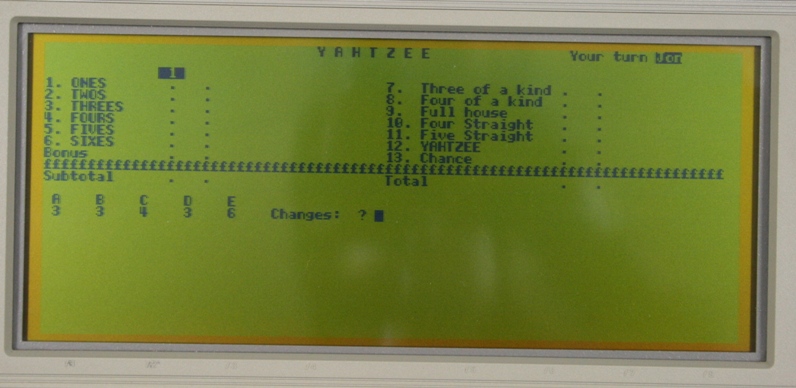 YAHTZEE Your turn Jor
1
1. ONES
2. TWOS
3. THREES
4. FOURS
5. FIVES
6. SIXES
Bonus
7. Three of a kind
8. Four of a kind
9. Full house
10. Four Straight
11. Five Straight
12. YAHTZEE
13. Chance
££££££££££££££££££££££££££££££££££££££££££££££££££££££££££££££££££££££££££££££££
Subtotal Total
A B C D E
3 3 4 3 6 Changes: ?